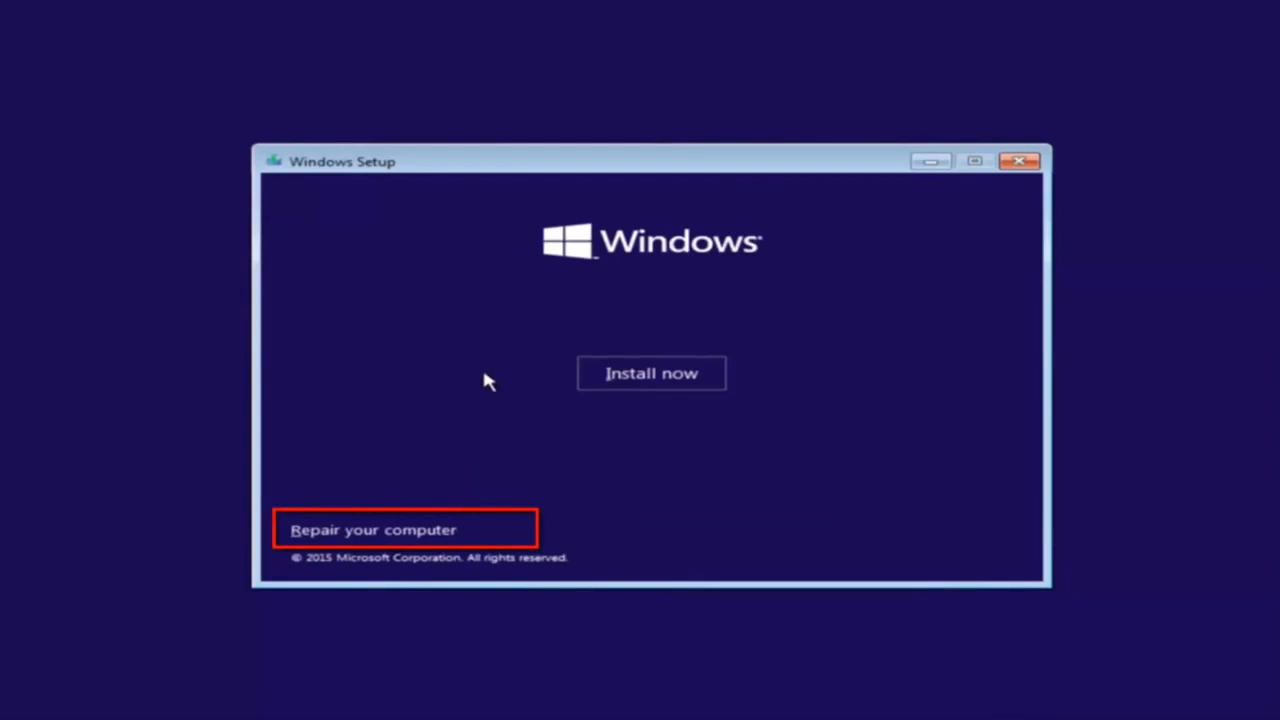 Windows Setup
Windows
Install now
Repair your computer
© 2015 Microsoft Corporation. All rights reserved.